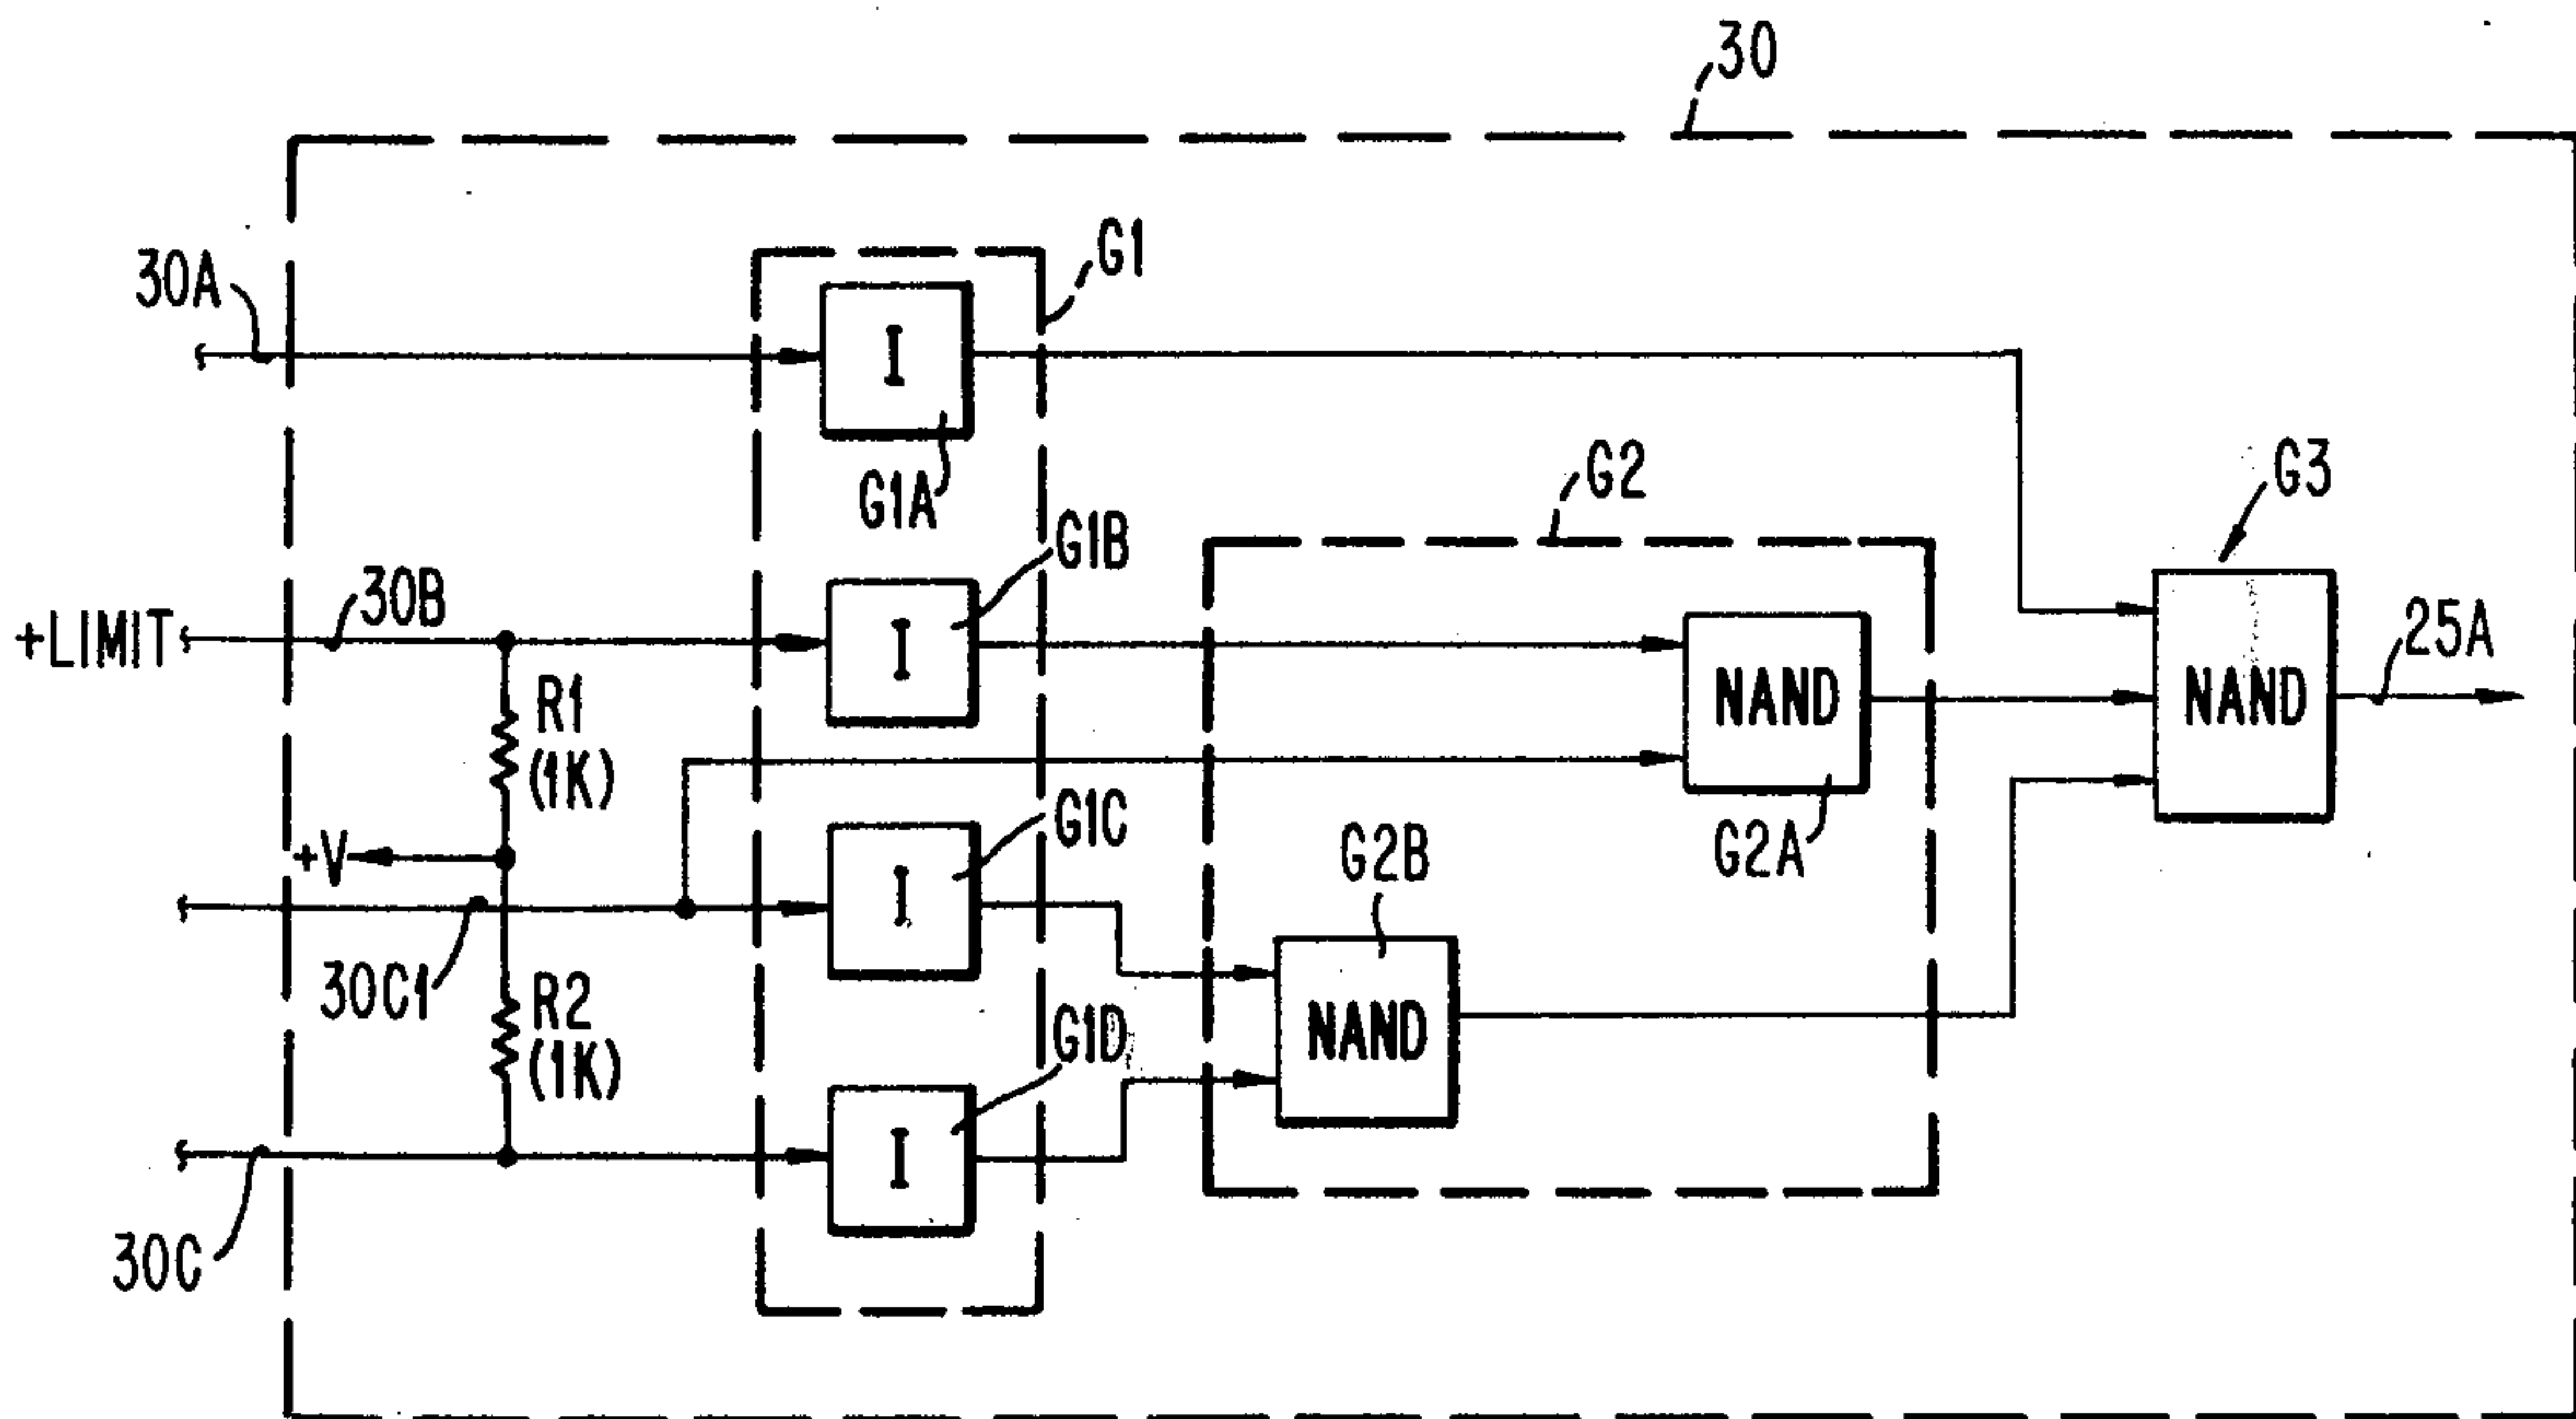 30
30A
G1
I
G1A
G2
G3
+LIMIT
30B
G1B
I
R1
(1K)
NAND
G2A
NAND
25A
+V
G1C
I
30C1
G2B
NAND
R2
(1K)
G1D
I
30C